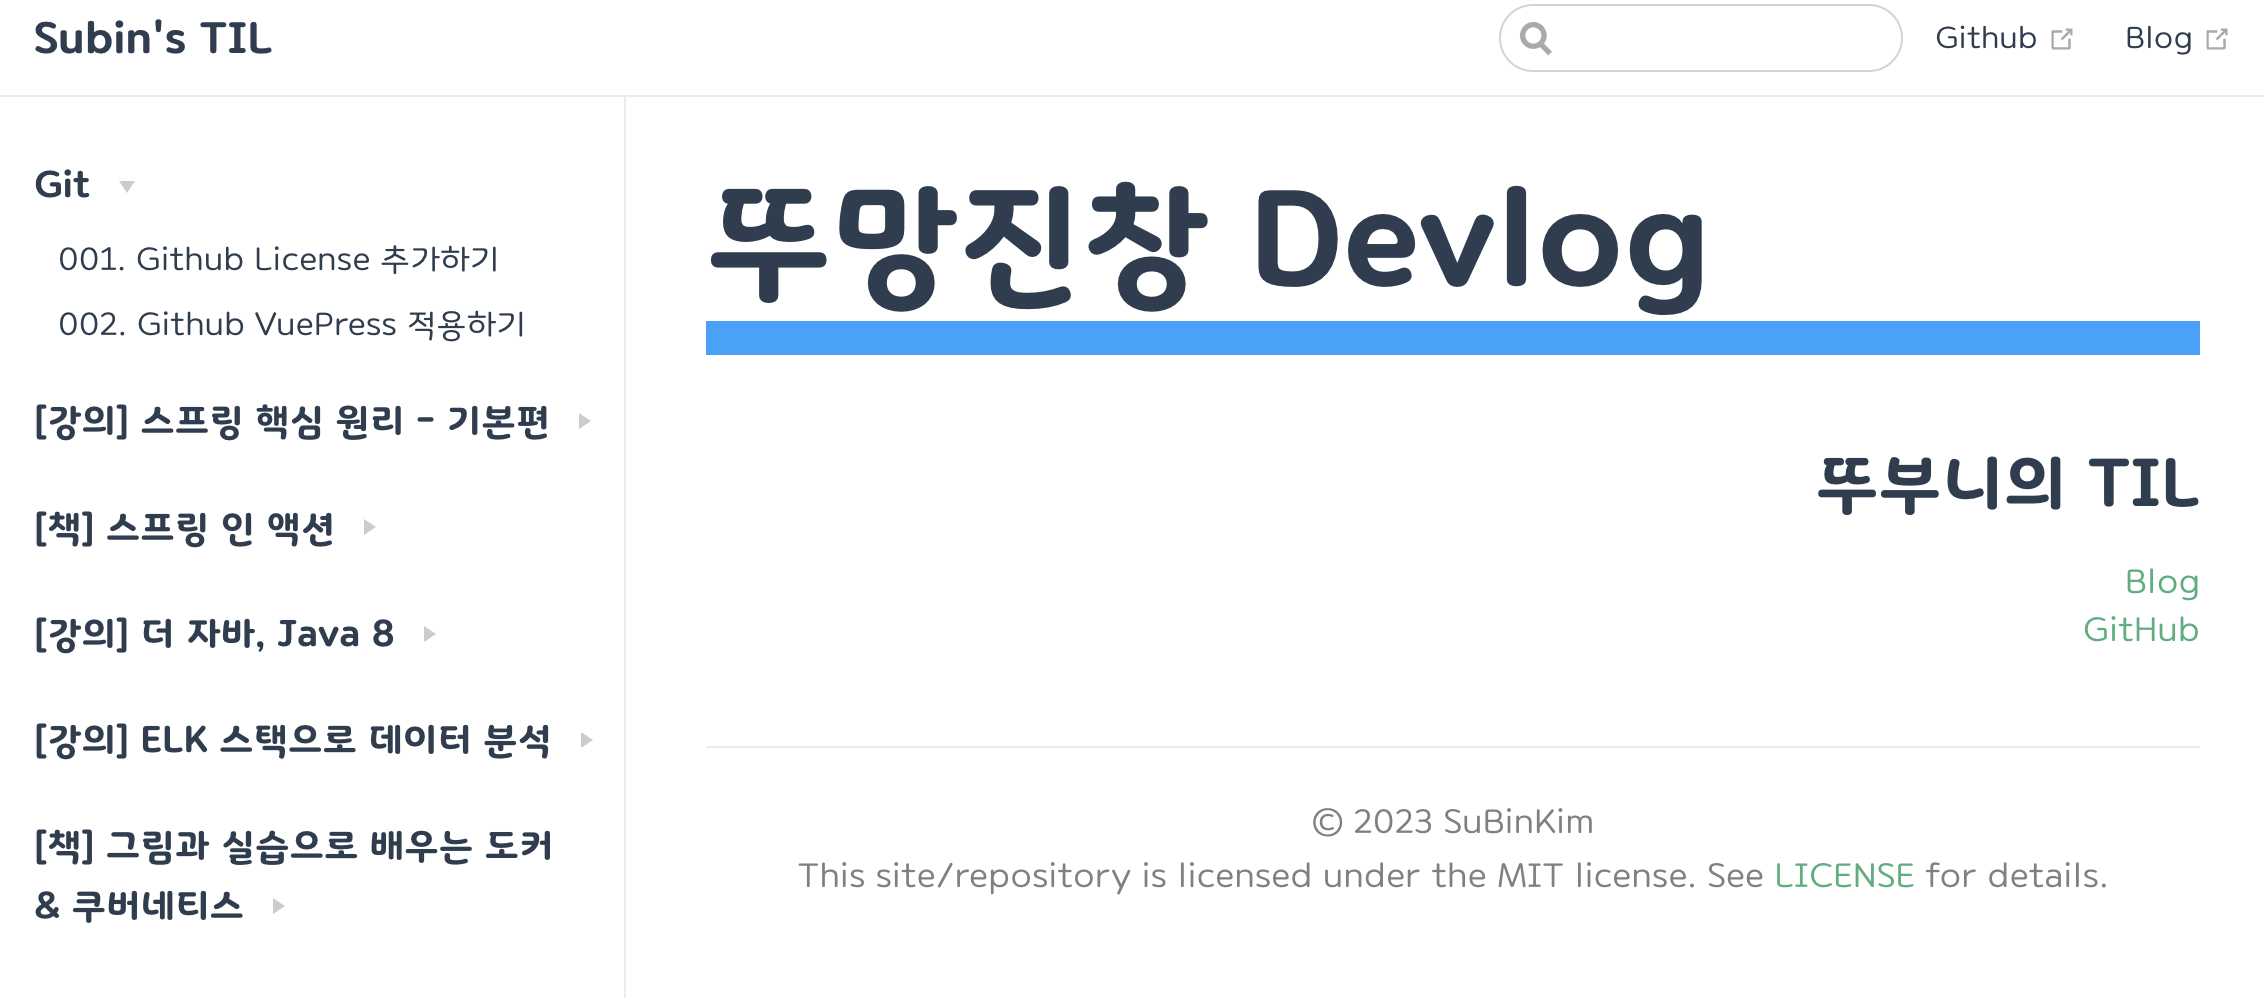 Subin's TIL
Github
Blog
Git
001. Github License 추가하기
002. Github VuePress 적용하기
[강의] 스프링 핵심 원리 - 기본편
[책] 스프링 인 액션
[강의] 더 자바, Java 8
[강의] ELK 스택으로 데이터 분석
[책] 그림과 실습으로 배우는 도커
& 쿠버네티스
뚜망진창 Devlog
뚜부니의 TIL
Blog
GitHub
© 2023 SuBinKim
This site/repository is licensed under the MIT license. See LICENSE for details.